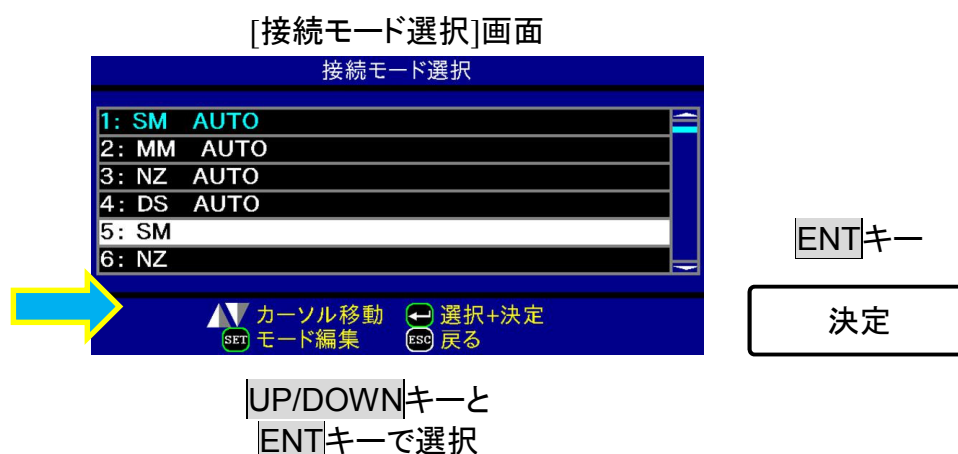 [接続モード選択]画面
接続モード選択
1: SM AUTO
2: MM AUTO
3: NZ AUTO
4: DS AUTO
5: SM
6: NZ
カーソル移動 選択+決定
SET モード編集 ESC 戻る
ENTキー
決定
UP/DOWNキーと
ENTキーで選択